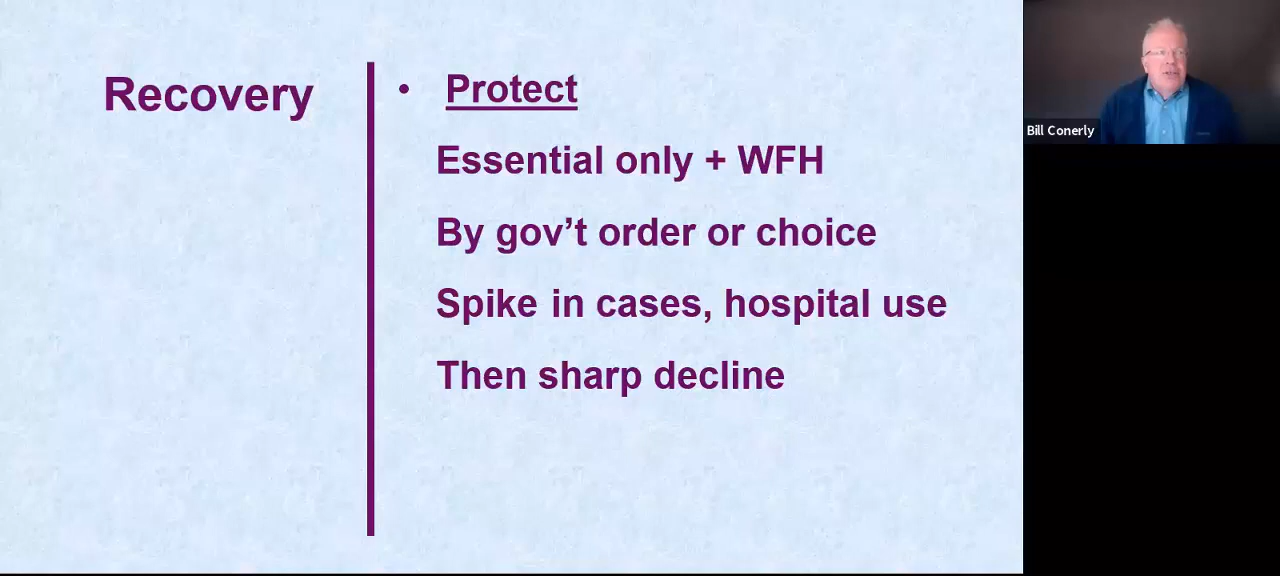 Recovery
• Protect
Essential only + WFH
By gov’t order or choice
Spike in cases, hospital use
Then sharp decline
Bill Conerly